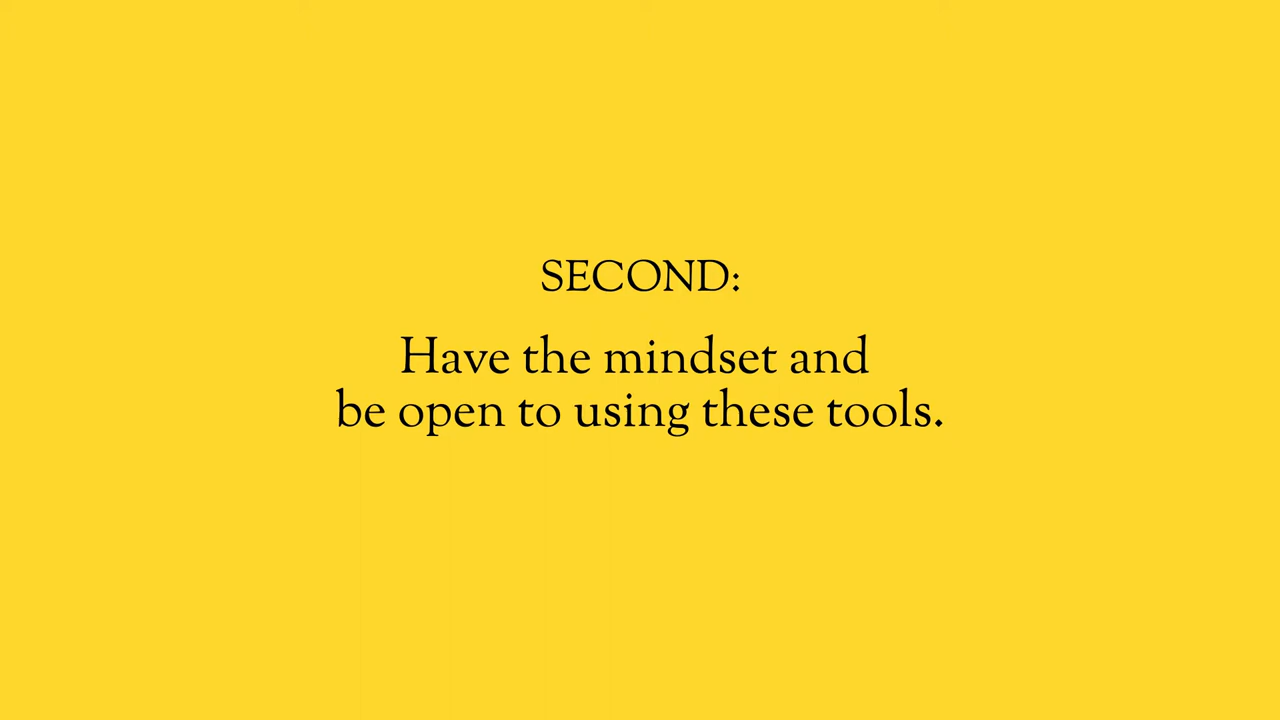 SECOND:
Have the mindset and
be open to using these tools.